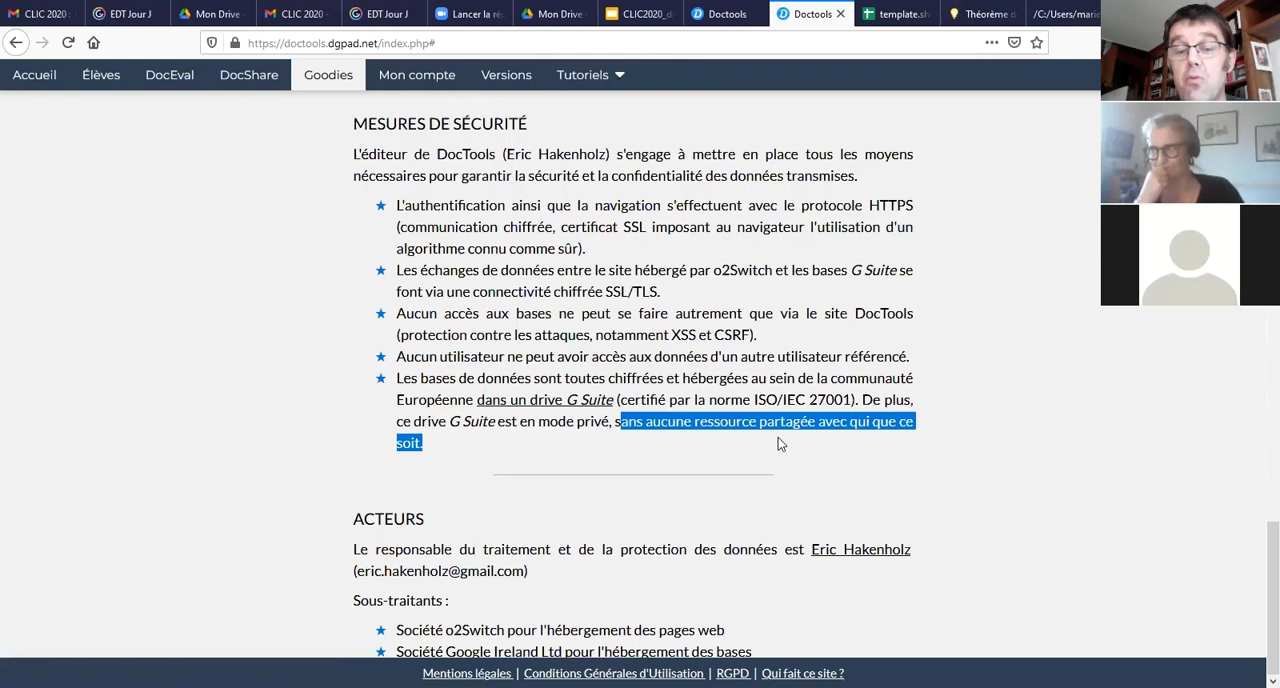 CLIC 2020 :
EDT Jour J
Mon Drive
CLIC 2020
EDT Jour J
Lancer la ré
Mon Drive
CLIC2020_d
Doctools
Doctools
template.sh
Théorème d
/C:/Users/marie
https://doctools.dgpad.net/index.php#
Accueil Élèves DocEval DocShare Goodies Mon compte Versions Tutoriels
MESURES DE SÉCURITÉ
L'éditeur de DocTools (Eric Hakenholz) s'engage à mettre en place tous les moyens
nécessaires pour garantir la sécurité et la confidentialité des données transmises.
L'authentification ainsi que la navigation s'effectuent avec le protocole HTTPS
(communication chiffrée, certificat SSL imposant au navigateur l'utilisation d'un
algorithme connu comme sûr).
Les échanges de données entre le site hébergé par o2Switch et les bases G Suite se
font via une connectivité chiffrée SSL/TLS.
Aucun accès aux bases ne peut se faire autrement que via le site DocTools
(protection contre les attaques, notamment XSS et CSRF).
Aucun utilisateur ne peut avoir accès aux données d'un autre utilisateur référencé.
Les bases de données sont toutes chiffrées et hébergées au sein de la communauté
Européenne dans un drive G Suite (certifié par la norme ISO/IEC 27001). De plus,
ce drive G Suite est en mode privé, sans aucune ressource partagée avec qui que ce
soit.
ACTEURS
Le responsable du traitement et de la protection des données est Eric Hakenholz
(eric.hakenholz@gmail.com)
Sous-traitants :
Société o2Switch pour l'hébergement des pages web
Société Google Ireland Ltd pour l'hébergement des bases
Mentions légales | Conditions Générales d'Utilisation | RGPD | Qui fait ce site ?